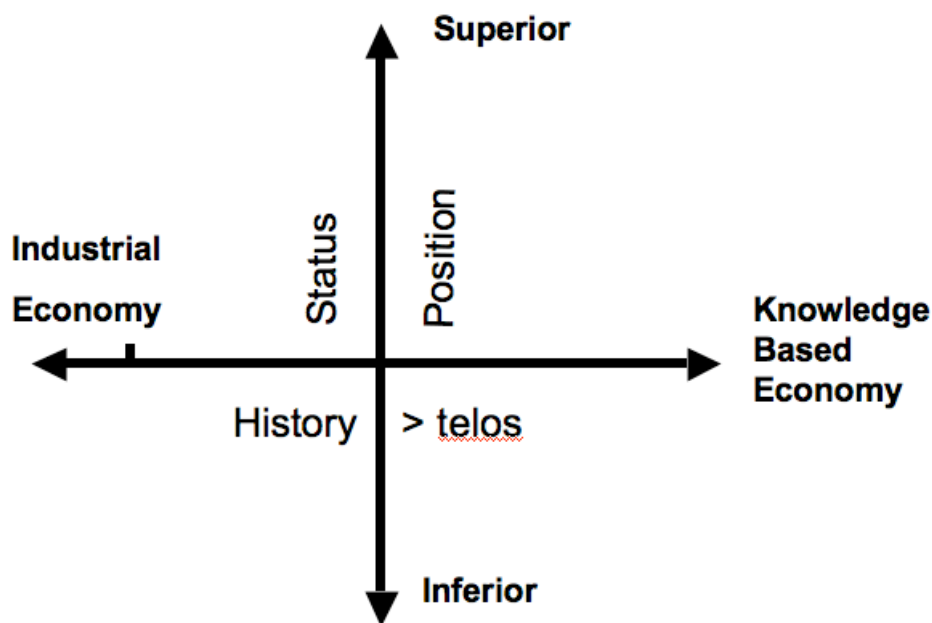 Superior
Industrial
Economy
Status
Position
Knowledge
Based
Economy
History > telos
Inferior